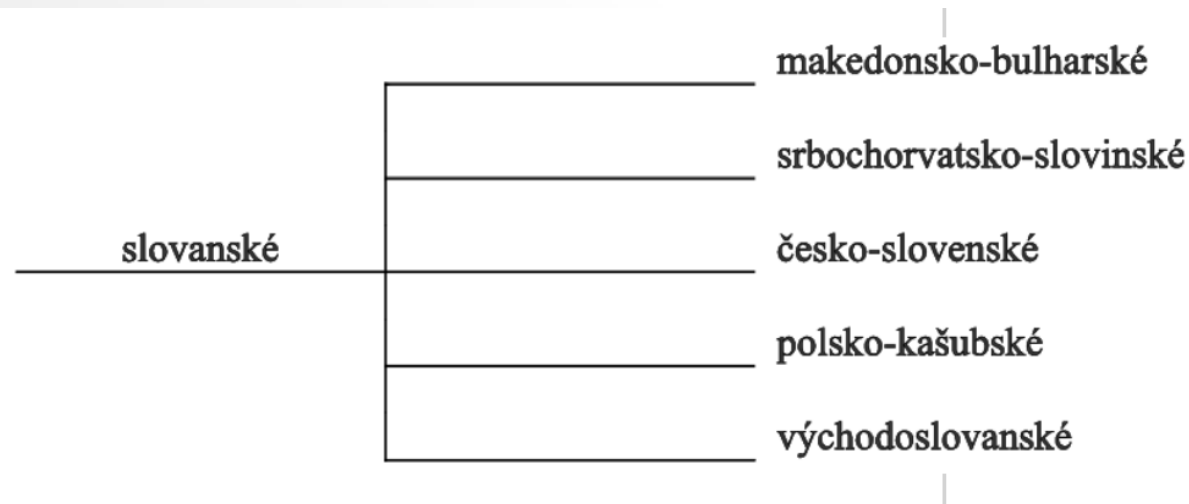 makedonsko-bulharské
srbochorvatsko-slovinské
slovanské
česko-slovenské
polsko-kašubské
východoslovanské